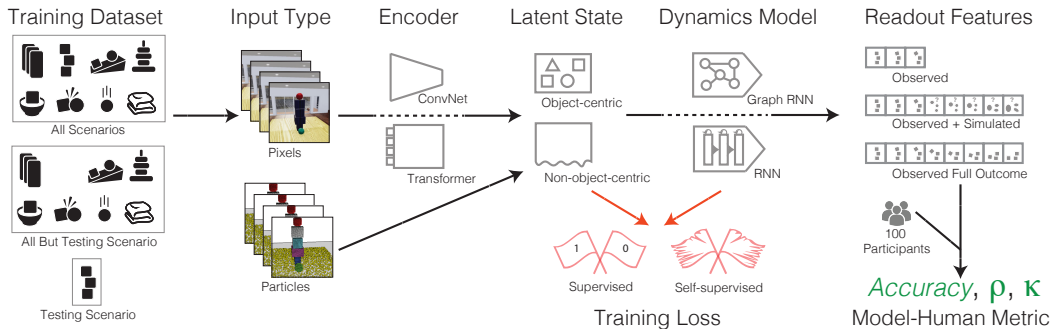 Training Dataset
Input Type
Encoder
Latent State
Dynamics Model
Readout Features
All Scenarios
All But Testing Scenario
Testing Scenario
Pixels
Particles
ConvNet
Transformer
Object-centric
Non-object-centric
Graph RNN
RNN
1 0
Supervised
Self-supervised
Training Loss
Observed
? ? ? ?
Observed + Simulated
Observed Full Outcome
100
Participants
Accuracy, ρ, κ
Model-Human Metric